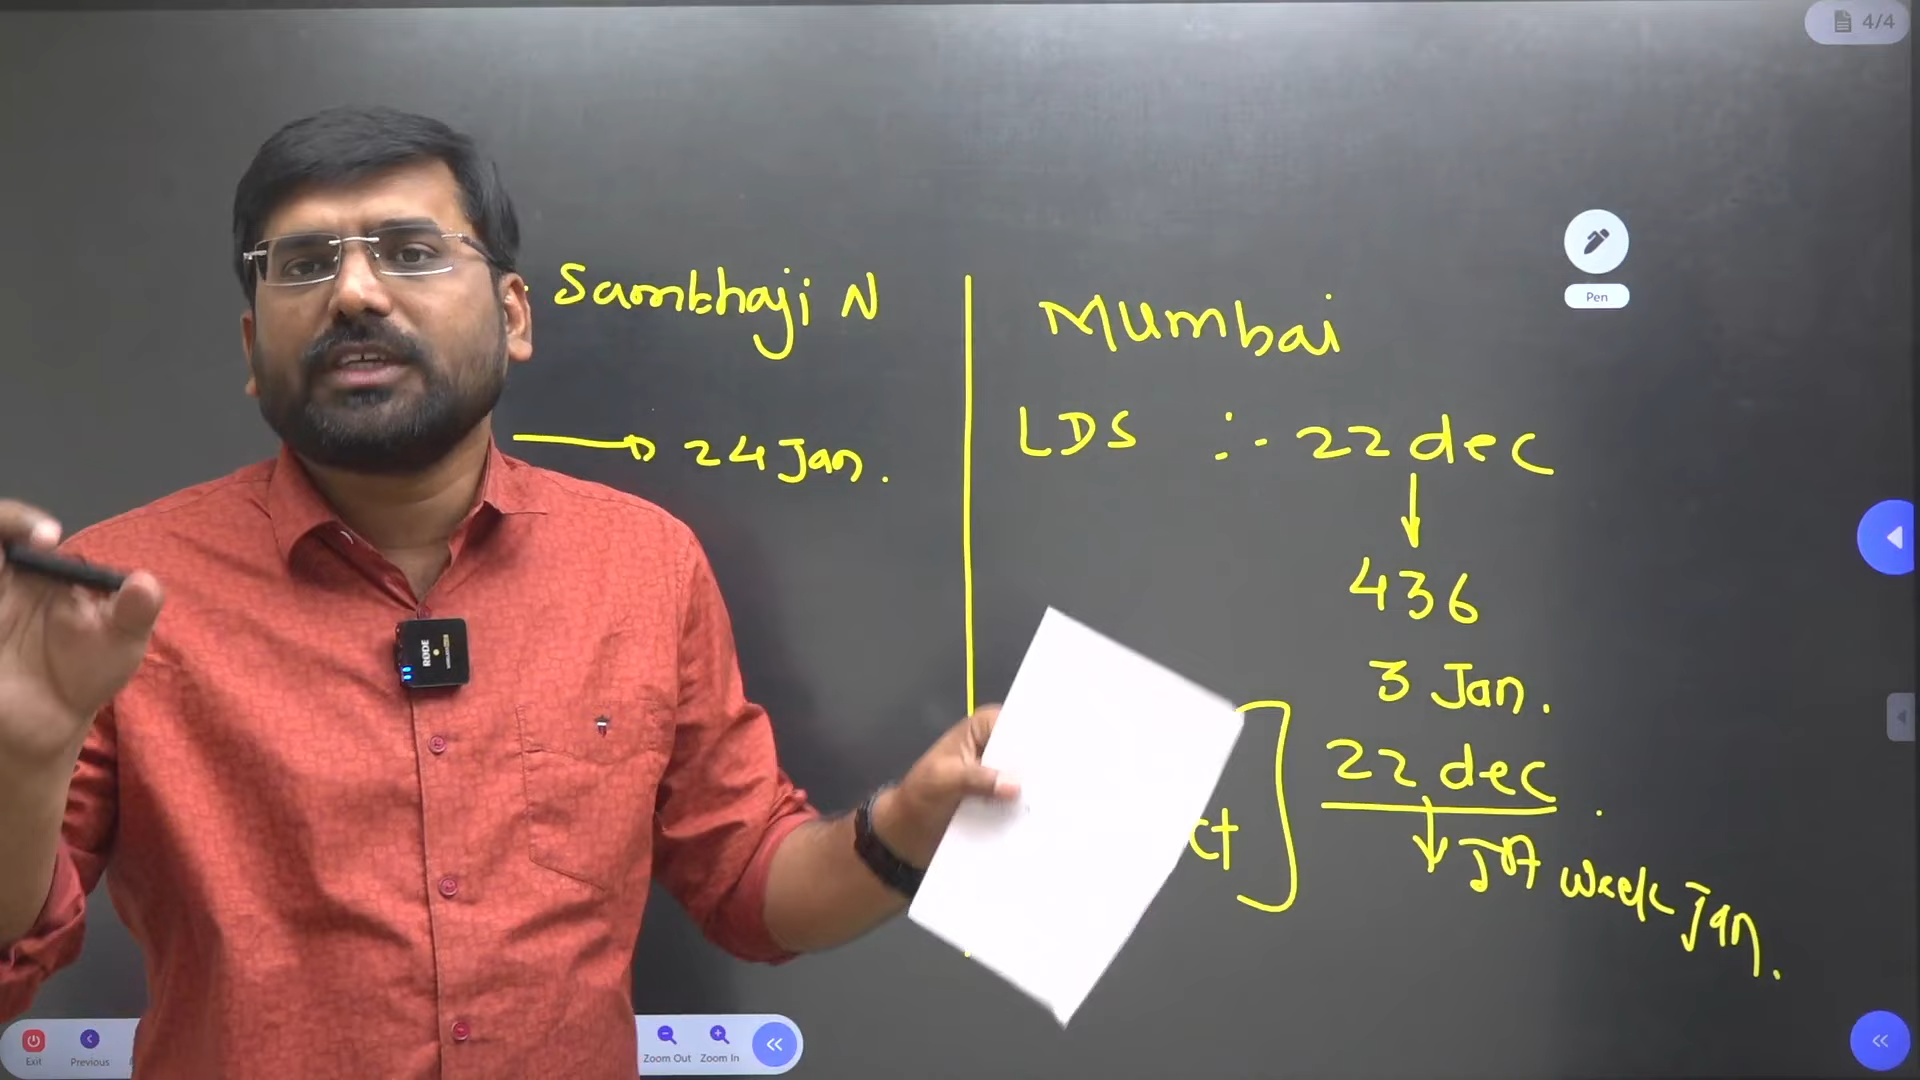 4/4
Pen
Sambhaji N
24 Jan.
Mumbai
LDS :- 22 dec
436
3 Jan.
22 dec
ct
week Jan.
RØDE
Exit
Previous
Zoom Out
Zoom In